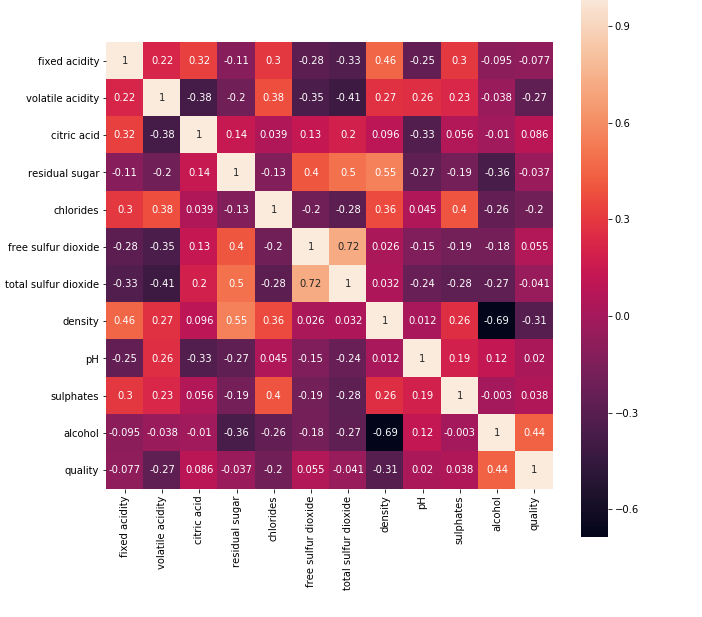 0.9
fixed acidity 1 0.22 0.32 -0.11 0.3 -0.28 -0.33 0.46 -0.25 0.3 -0.095 -0.077
volatile acidity 0.22 1 -0.38 -0.2 0.38 -0.35 -0.41 0.27 0.26 0.23 -0.038 -0.27
0.6
citric acid 0.32 -0.38 1 0.14 0.039 0.13 0.2 0.096 -0.33 0.056 -0.01 0.086
residual sugar -0.11 -0.2 0.14 1 -0.13 0.4 0.5 0.55 -0.27 -0.19 -0.36 -0.037
chlorides 0.3 0.38 0.039 -0.13 1 -0.2 -0.28 0.36 0.045 0.4 -0.26 -0.2
0.3
free sulfur dioxide -0.28 -0.35 0.13 0.4 -0.2 1 0.72 0.026 -0.15 -0.19 -0.18 0.055
total sulfur dioxide -0.33 -0.41 0.2 0.5 -0.28 0.72 1 0.032 -0.24 -0.28 -0.27 -0.041
density 0.46 0.27 0.096 0.55 0.36 0.026 0.032 1 0.012 0.26 -0.69 -0.31
0.0
pH -0.25 0.26 -0.33 -0.27 0.045 -0.15 -0.24 0.012 1 0.19 0.12 0.02
sulphates 0.3 0.23 0.056 -0.19 0.4 -0.19 -0.28 0.26 0.19 1 -0.003 0.038
−0.3
alcohol -0.095 -0.038 -0.01 -0.36 -0.26 -0.18 -0.27 -0.69 0.12 -0.003 1 0.44
quality -0.077 -0.27 0.086 -0.037 -0.2 0.055 -0.041 -0.31 0.02 0.038 0.44 1
−0.6
fixed acidity
volatile acidity
citric acid
residual sugar
chlorides
free sulfur dioxide
total sulfur dioxide
density
pH
sulphates
alcohol
quality